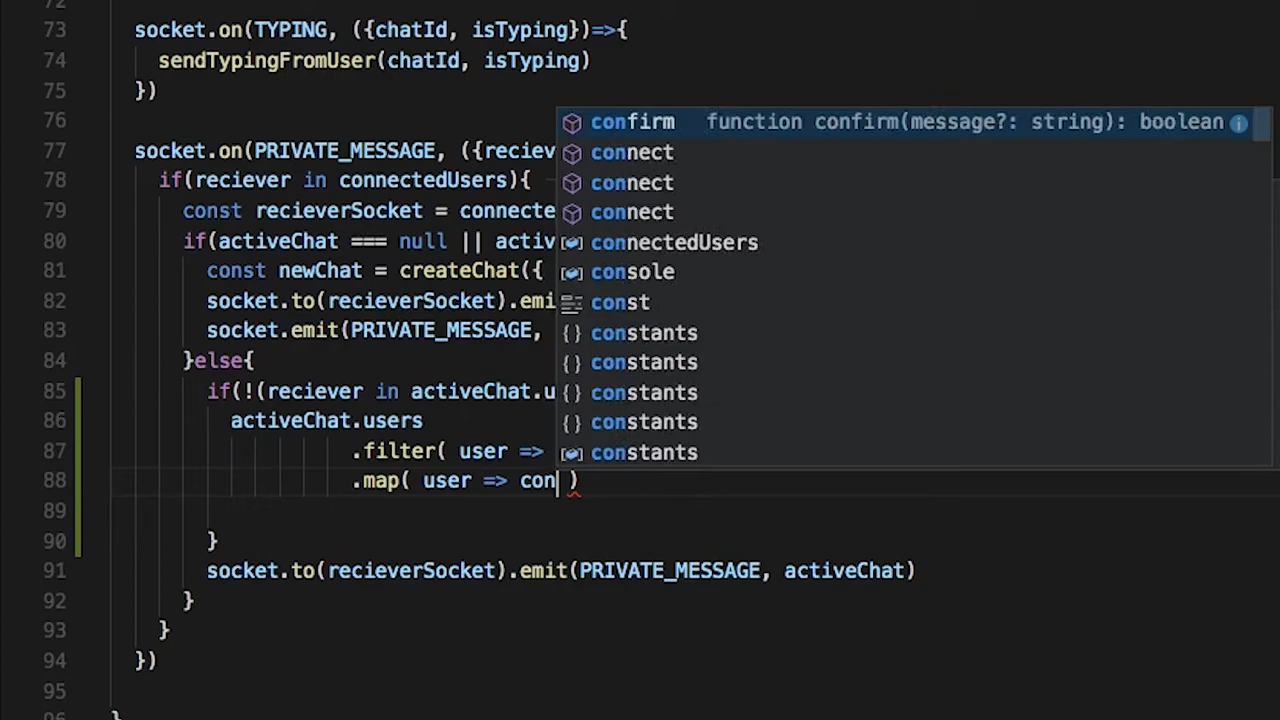 72
73 socket.on(TYPING, ({chatId, isTyping})=>{
74 sendTypingFromUser(chatId, isTyping)
75 })
76
77 socket.on(PRIVATE_MESSAGE, ({reciev
78 if(reciever in connectedUsers){
79 const recieverSocket = connecte
80 if(activeChat === null || activ
81 const newChat = createChat({
82 socket.to(recieverSocket).emi
83 socket.emit(PRIVATE_MESSAGE,
84 }else{
85 if(!(reciever in activeChat.u
86 activeChat.users
87 .filter( user =>
88 .map( user => con )
89
90 }
91 socket.to(recieverSocket).emit(PRIVATE_MESSAGE, activeChat)
92 }
93 }
94 })
95
96 }
confirm function confirm(message?: string): boolean
connect
connect
connect
connectedUsers
console
const
constants
constants
constants
constants
constants